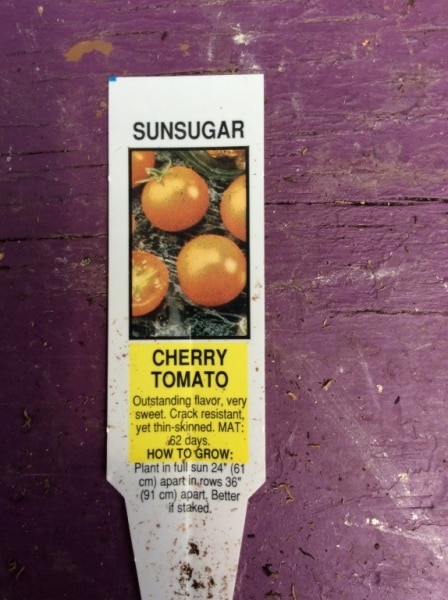 SUNSUGAR
CHERRY
TOMATO
Outstanding flavor, very
sweet. Crack resistant,
yet thin-skinned. MAT:
62 days.
HOW TO GROW:
Plant in full sun 24" (61
cm) apart in rows 36"
(91 cm) apart. Better
if staked.